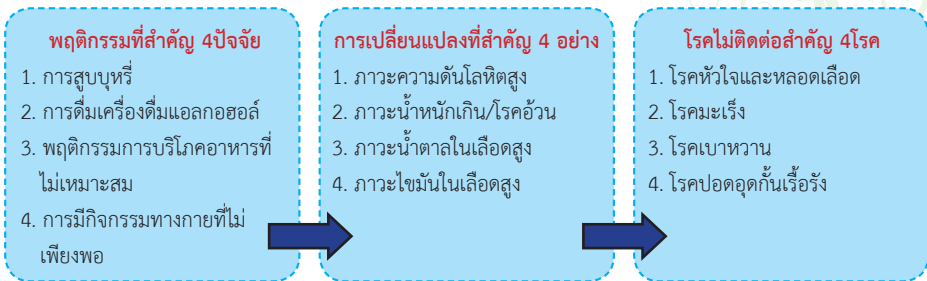 พฤติกรรมที่สำคัญ 4ปัจจัย
1. การสูบบุหรี่
2. การดื่มเครื่องดื่มแอลกอฮอล์
3. พฤติกรรมการบริโภคอาหารที่
ไม่เหมาะสม
4. การมีกิจกรรมทางกายที่ไม่
เพียงพอ
การเปลี่ยนแปลงที่สำคัญ 4 อย่าง
1. ภาวะความดันโลหิตสูง
2. ภาวะน้ำหนักเกิน/โรคอ้วน
3. ภาวะน้ำตาลในเลือดสูง
4. ภาวะไขมันในเลือดสูง
โรคไม่ติดต่อสำคัญ 4โรค
1. โรคหัวใจและหลอดเลือด
2. โรคมะเร็ง
3. โรคเบาหวาน
4. โรคปอดอุดกั้นเรื้อรัง